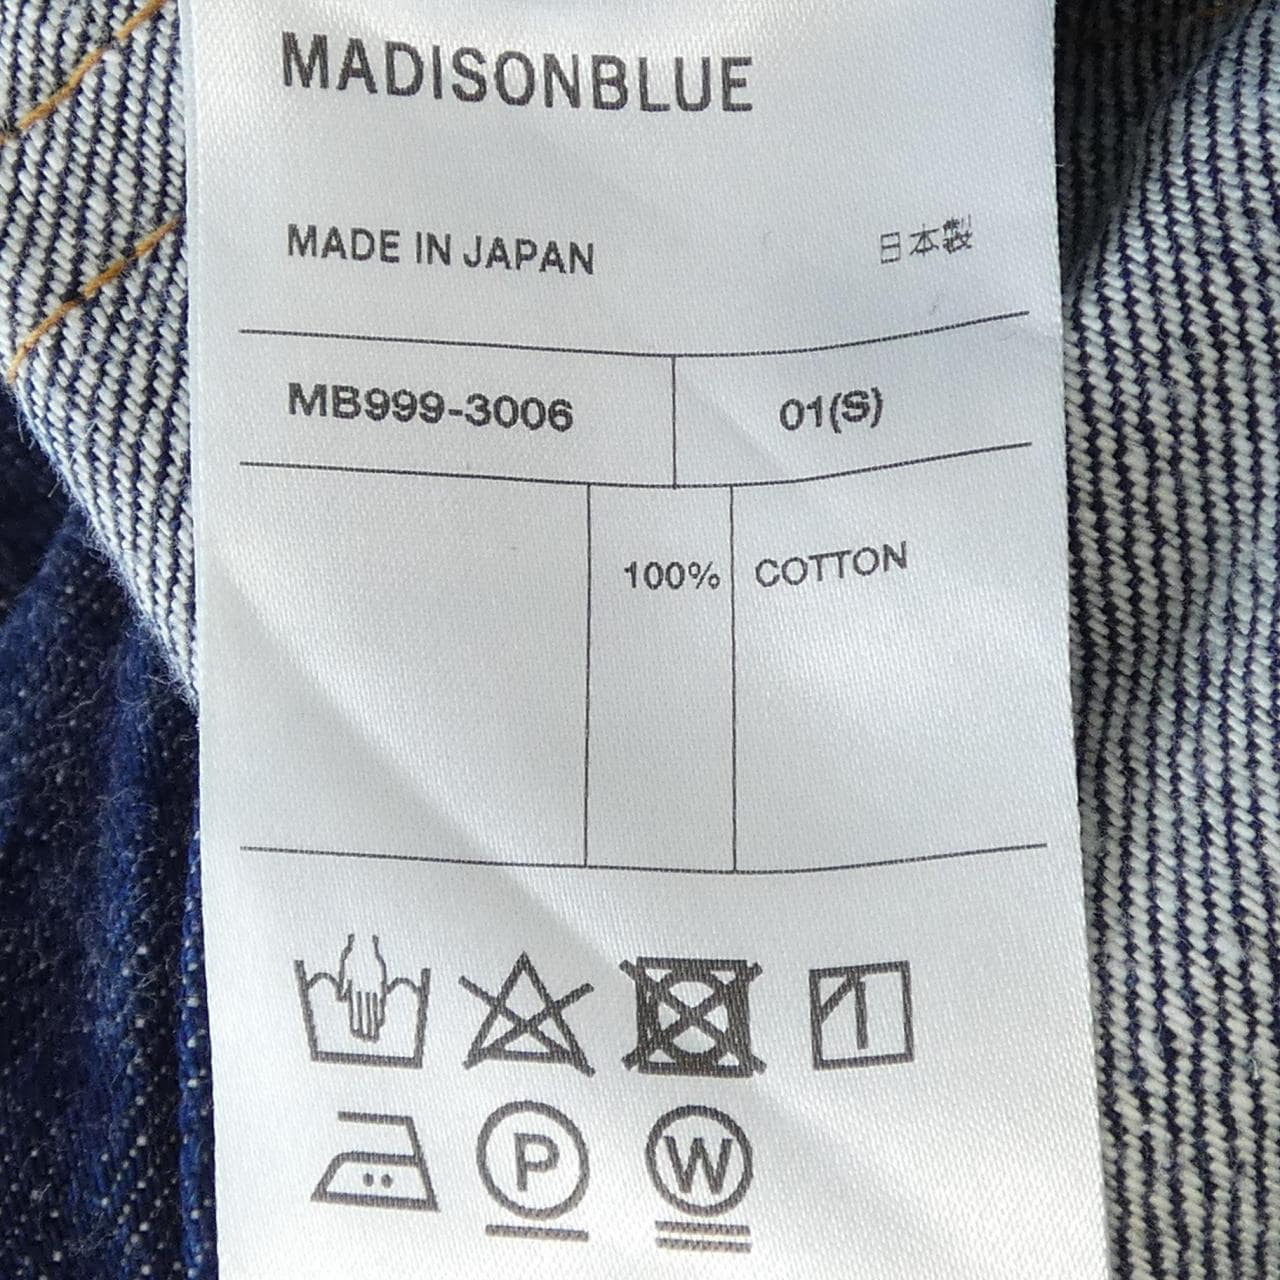 MADISONBLUE
MADE IN JAPAN 日本製
MB999-3006 01(S)
100% COTTON
P W